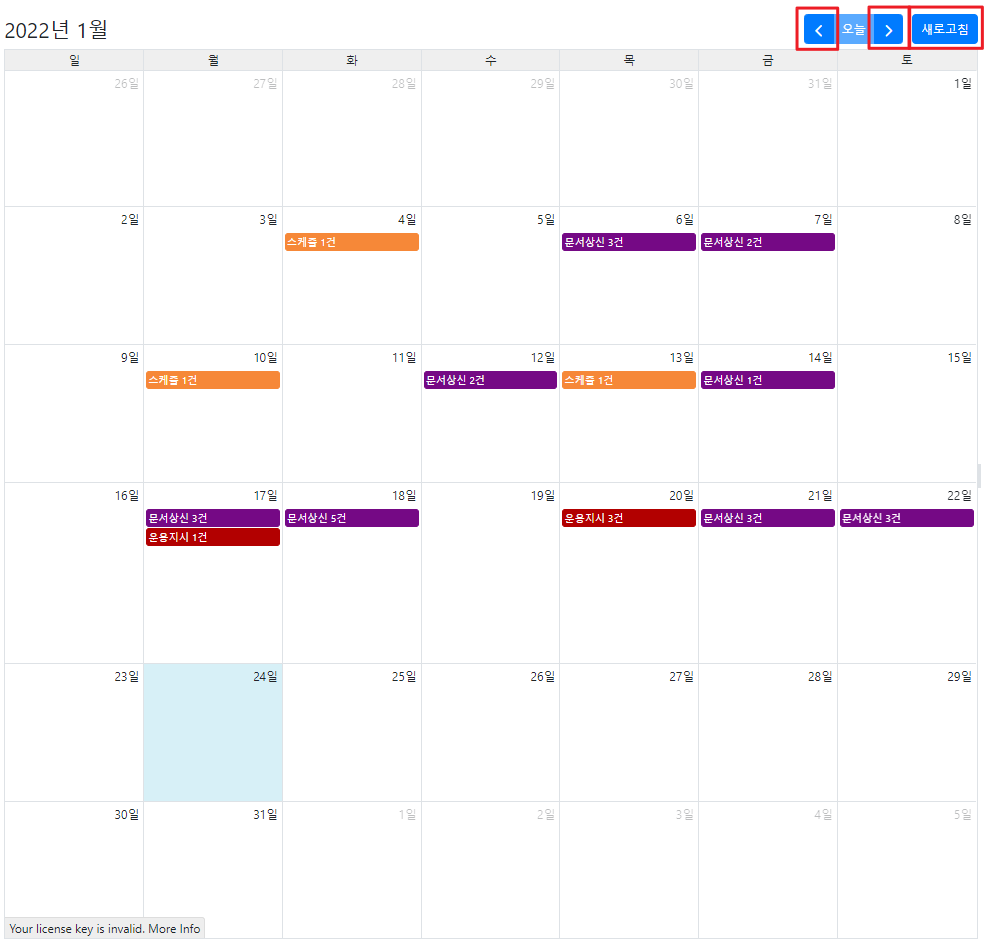 2022년 1월
오늘
새로고침
일 월 화 수 목 금 토
26일 27일 28일 29일 30일 31일 1일
2일 3일 4일 5일 6일 7일 8일
스케줄 1건 문서상신 3건 문서상신 2건
9일 10일 11일 12일 13일 14일 15일
스케줄 1건 문서상신 2건 스케줄 1건 문서상신 1건
16일 17일 18일 19일 20일 21일 22일
문서상신 3건 문서상신 5건 운용지시 3건 문서상신 3건 문서상신 3건
운용지시 1건
23일 24일 25일 26일 27일 28일 29일
30일 31일 1일 2일 3일 4일 5일
Your license key is invalid. More Info